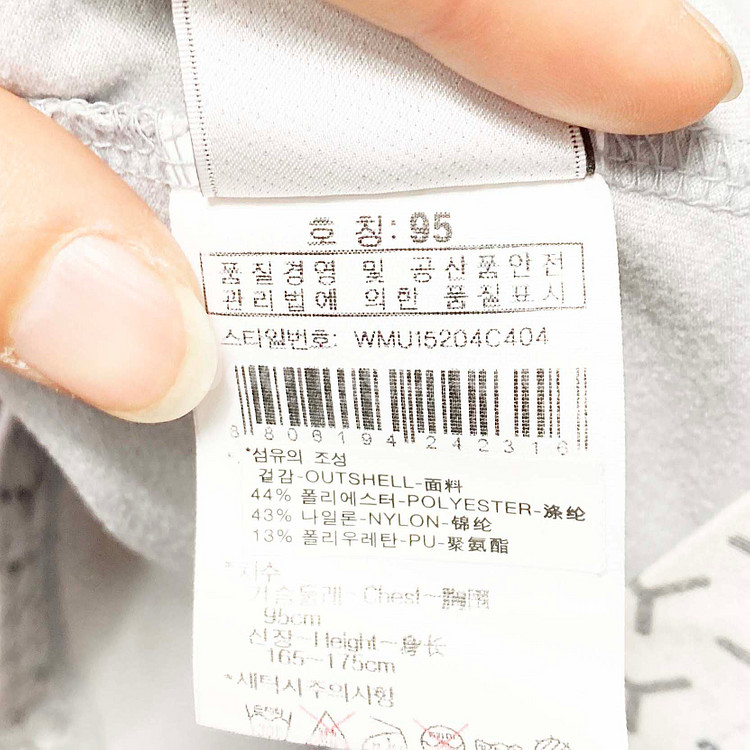 호 칭: 95
품질경영 및 공산품안전
관리법에 의한 품질표시
스타일번호: WMU15204C404
8 806194 242316
*섬유의 조성
겉감-OUTSHELL-面料
44% 폴리에스터-POLYESTER-涤纶
43% 나일론-NYLON-锦纶
13% 폴리우레탄-PU-聚氨酯
*치수
가슴둘레-Chest-胸围
95cm
신장-Height-身长
165~175cm
*세탁시주의사항